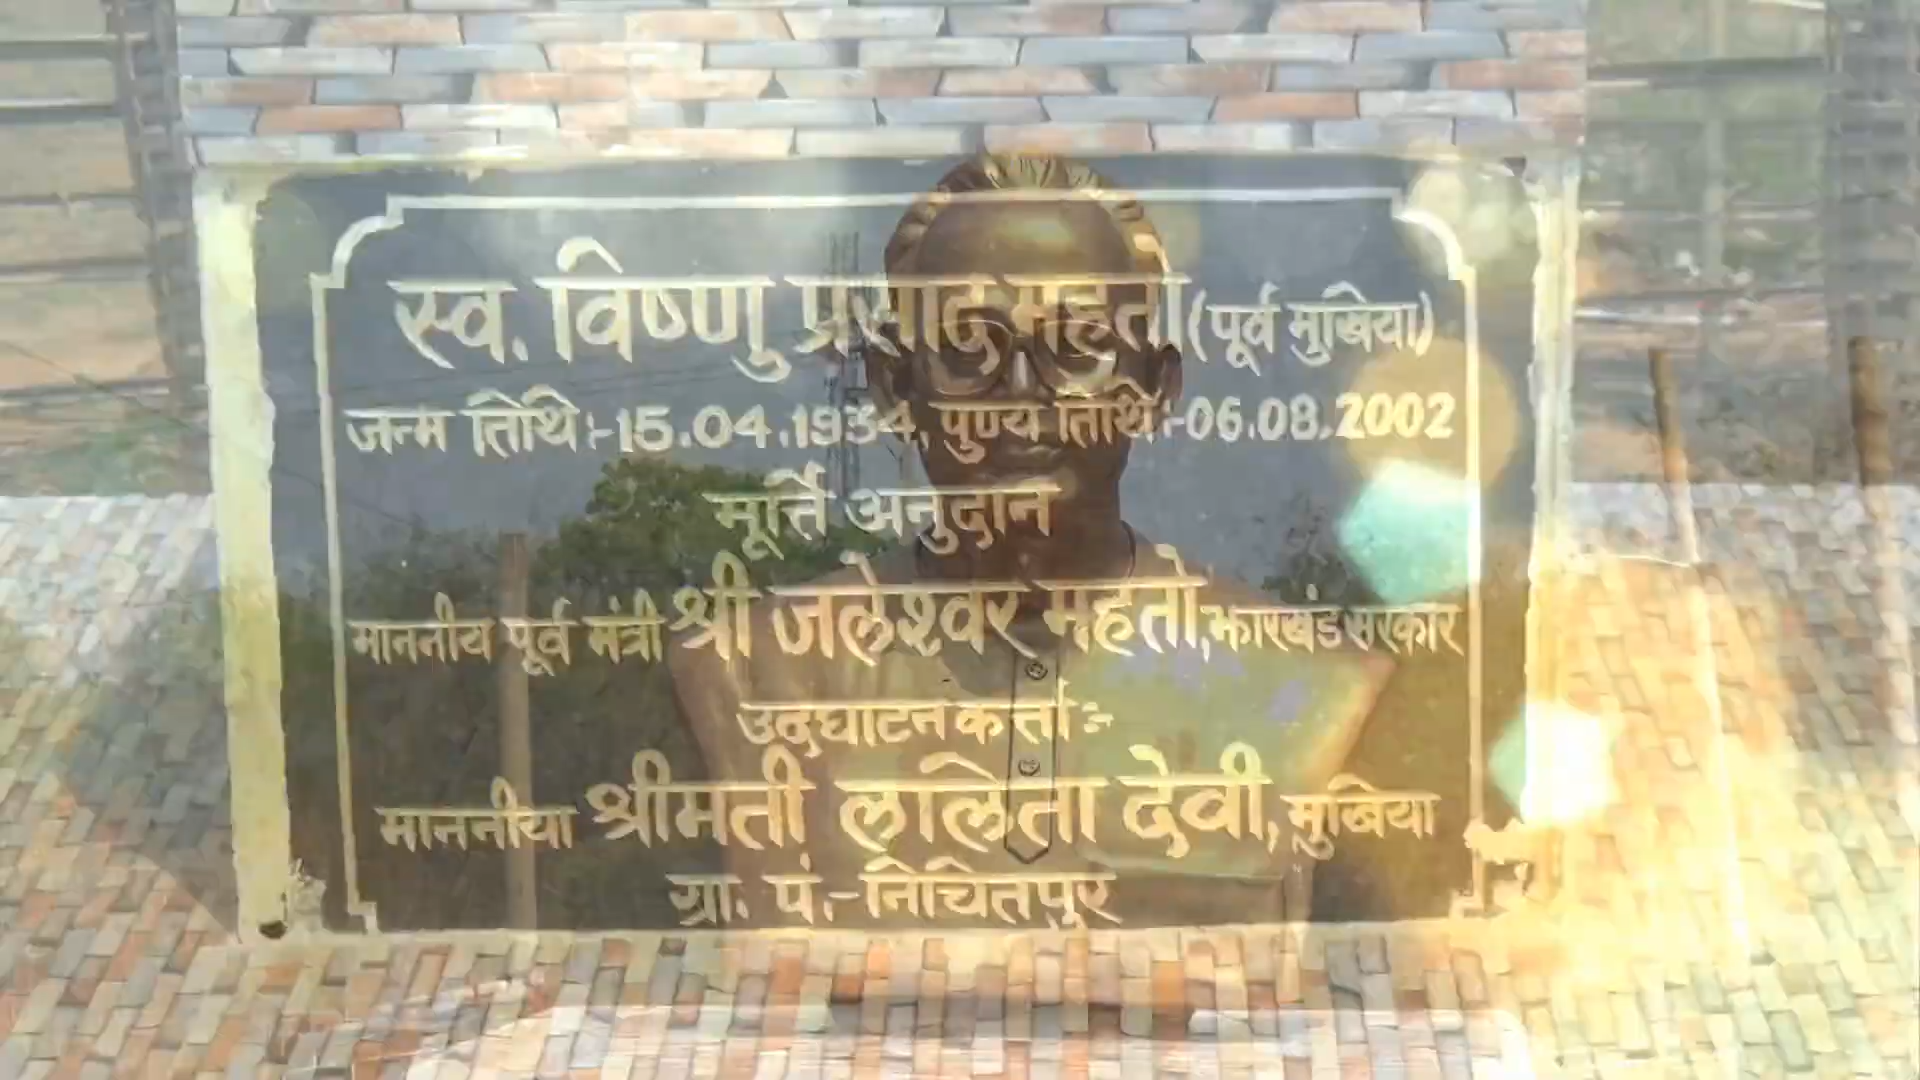 स्व. विष्णु प्रसाद महतो (पूर्व मुखिया)
जन्म तिथि:-15.04.1934, पुण्य तिथि:-06.08.2002
मूर्त्ति अनुदान
माननीय पूर्व मंत्री श्री जलेश्वर महतो, झारखंड सरकार
उदघाटन कर्त्ता :-
माननीया श्रीमती ललिता देवी, मुखिया
ग्रा. पं.-निचितपुर